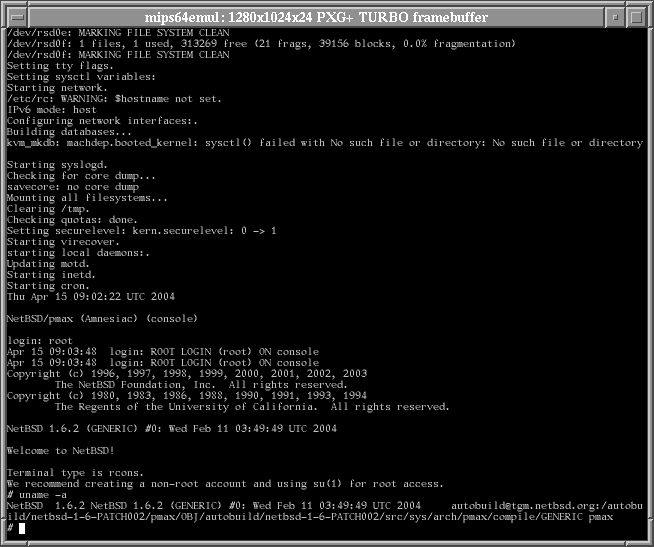 mips64emul: 1280x1024x24 PXG+ TURBO framebuffer
/dev/rsd0e: MARKING FILE SYSTEM CLEAN
/dev/rsd0f: 1 files, 1 used, 313269 free (21 frags, 39156 blocks, 0.0% fragmentation)
/dev/rsd0f: MARKING FILE SYSTEM CLEAN
Setting tty flags.
Setting sysctl variables:
Starting network.
/etc/rc: WARNING: $hostname not set.
IPv6 mode: host
Configuring network interfaces:.
Building databases...
kvm_mkdb: machdep.booted_kernel: sysctl() failed with No such file or directory: No such file or directory
Starting syslogd.
Checking for core dump...
savecore: no core dump
Mounting all filesystems...
Clearing /tmp.
Checking quotas: done.
Setting securelevel: kern.securelevel: 0 -> 1
Starting virecover.
starting local daemons:.
Updating motd.
Starting inetd.
Starting cron.
Thu Apr 15 09:02:22 UTC 2004
NetBSD/pmax (Amnesiac) (console)
login: root
Apr 15 09:03:48  login: ROOT LOGIN (root) ON console
Apr 15 09:03:48  login: ROOT LOGIN (root) ON console
Copyright (c) 1996, 1997, 1998, 1999, 2000, 2001, 2002, 2003
The NetBSD Foundation, Inc.  All rights reserved.
Copyright (c) 1980, 1983, 1986, 1988, 1990, 1991, 1993, 1994
The Regents of the University of California.  All rights reserved.
NetBSD 1.6.2 (GENERIC) #0: Wed Feb 11 03:49:49 UTC 2004
Welcome to NetBSD!
Terminal type is rcons.
We recommend creating a non-root account and using su(1) for root access.
# uname -a
NetBSD  1.6.2 NetBSD 1.6.2 (GENERIC) #0: Wed Feb 11 03:49:49 UTC 2004     autobuild@tgm.netbsd.org:/autobu
ild/netbsd-1-6-PATCH002/pmax/OBJ/autobuild/netbsd-1-6-PATCH002/src/sys/arch/pmax/compile/GENERIC pmax
#